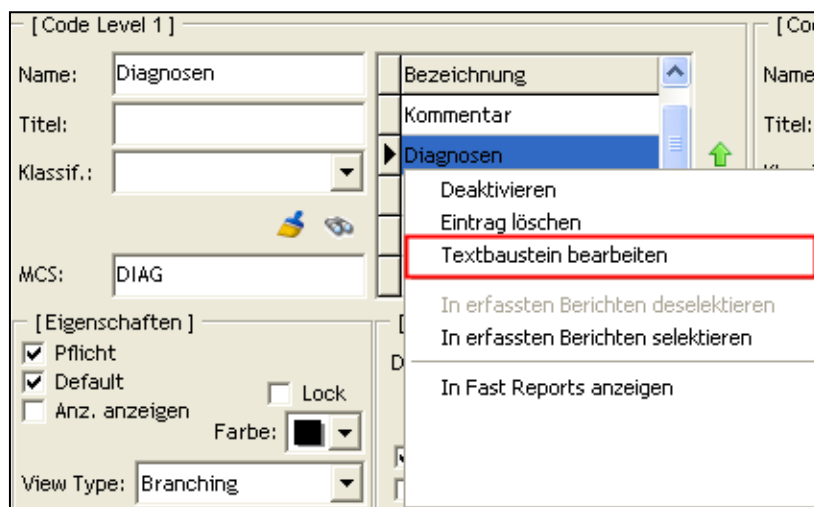 [ Code Level 1 ]
[ Co
Name: Diagnosen
Bezeichnung
Name
Titel:
Kommentar
Titel:
Diagnosen
Klassif.:
Deaktivieren
Eintrag löschen
Textbaustein bearbeiten
MCS: DIAG
In erfassten Berichten deselektieren
In erfassten Berichten selektieren
In Fast Reports anzeigen
[ Eigenschaften ]
[
Pflicht
D
Default
Lock
Anz. anzeigen
Farbe:
View Type: Branching